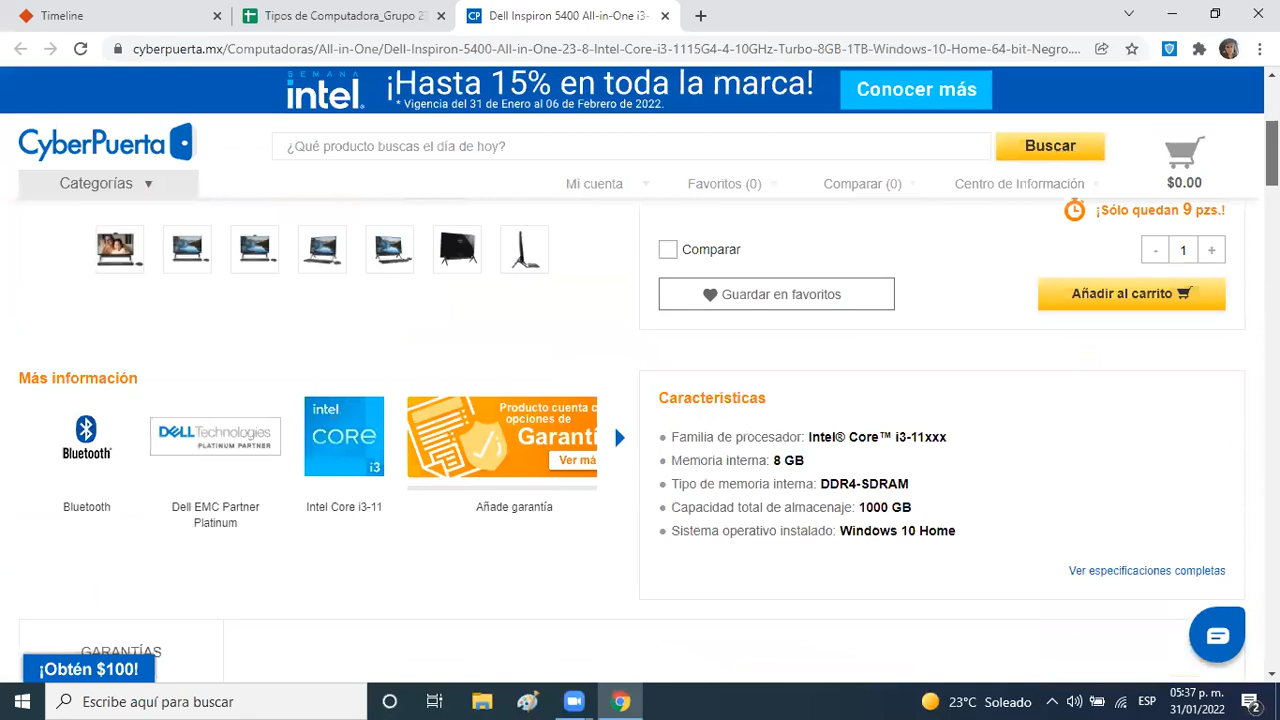 Timeline
Tipos de Computadora_Grupo 2
Dell Inspiron 5400 All-in-One i3-
cyberpuerta.mx/Computadoras/All-in-One/Dell-Inspiron-5400-All-in-One-23-8-Intel-Core-i3-1115G4-4-10GHz-Turbo-8GB-1TB-Windows-10-Home-64-bit-Negro....
SEMANA
intel.
¡Hasta 15% en toda la marca!
* Vigencia del 31 de Enero al 06 de Febrero de 2022.
Conocer más
CyberPuerta
¿Qué producto buscas el día de hoy?
Buscar
Categorías ▼
Mi cuenta
Favoritos (0)
Comparar (0)
Centro de Información
$0.00
¡Sólo quedan 9 pzs.!
Comparar
- 1 +
Guardar en favoritos
Añadir al carrito
Más información
Bluetooth
DELL Technologies
PLATINUM PARTNER
intel
CORE
i3
Producto cuenta c
opciones de
Garantí
Ver má
Bluetooth
Dell EMC Partner
Platinum
Intel Core i3-11
Añade garantía
Características
Familia de procesador: Intel® Core™ i3-11xxx
Memoria interna: 8 GB
Tipo de memoria interna: DDR4-SDRAM
Capacidad total de almacenaje: 1000 GB
Sistema operativo instalado: Windows 10 Home
Ver especificaciones completas
GARANTÍAS
¡Obtén $100!
Escribe aquí para buscar
23°C Soleado
ESP
05:37 p. m.
31/01/2022
2